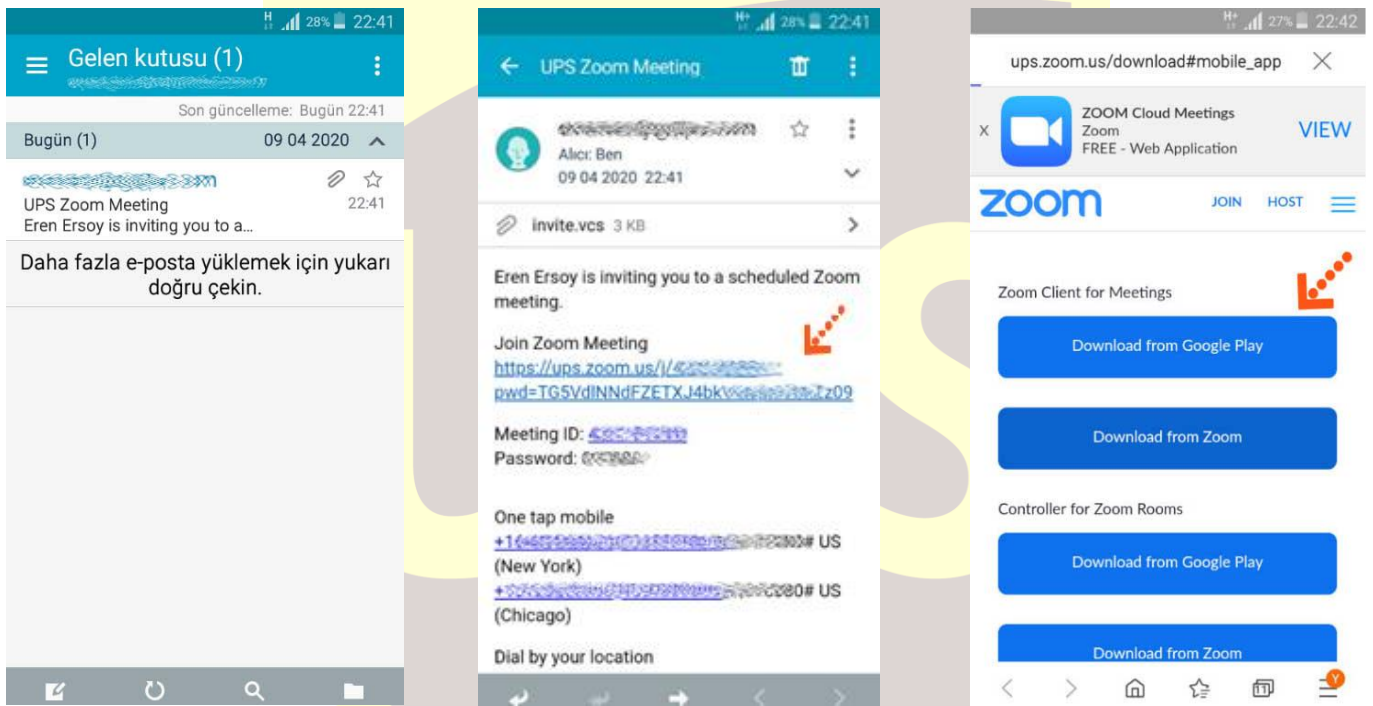 H 28% 22:41
Gelen kutusu (1)
Son güncelleme: Bugün 22:41
Bugün (1) 09 04 2020
UPS Zoom Meeting 22:41
Eren Ersoy is inviting you to a...
Daha fazla e-posta yüklemek için yukarı
doğru çekin.
H+ 28% 22:41
UPS Zoom Meeting
Alıcı: Ben
09 04 2020 22:41
invite.vcs 3 KB
Eren Ersoy is inviting you to a scheduled Zoom
meeting.
Join Zoom Meeting
https://ups.zoom.us/j/
Meeting ID:
Password:
One tap mobile
US
(New York)
US
(Chicago)
Dial by your location
H+ 27% 22:42
ups.zoom.us/download#mobile_app
ZOOM Cloud Meetings
x Zoom VIEW
FREE - Web Application
zoom JOIN HOST
Zoom Client for Meetings
Download from Google Play
Download from Zoom
Controller for Zoom Rooms
Download from Google Play
Download from Zoom
11 Y